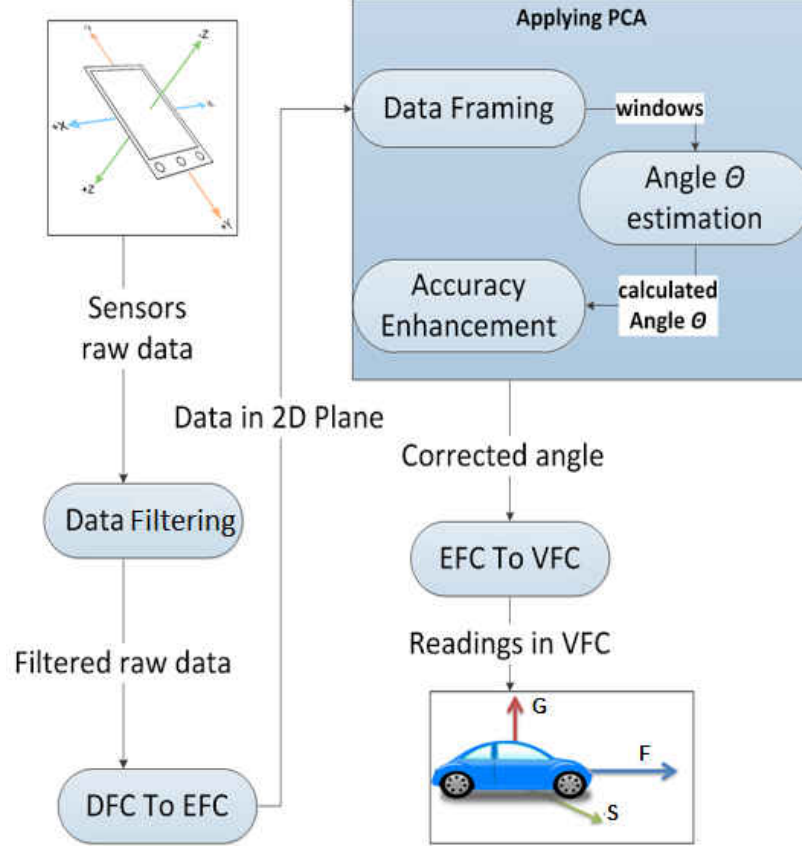 -Z
+X
+Z
Sensors
raw data
Data Filtering
Filtered raw data
DFC To EFC
Data in 2D Plane
Applying PCA
Data Framing
windows
Angle Θ
estimation
calculated
Angle Θ
Accuracy
Enhancement
Corrected angle
EFC To VFC
Readings in VFC
G
F
S